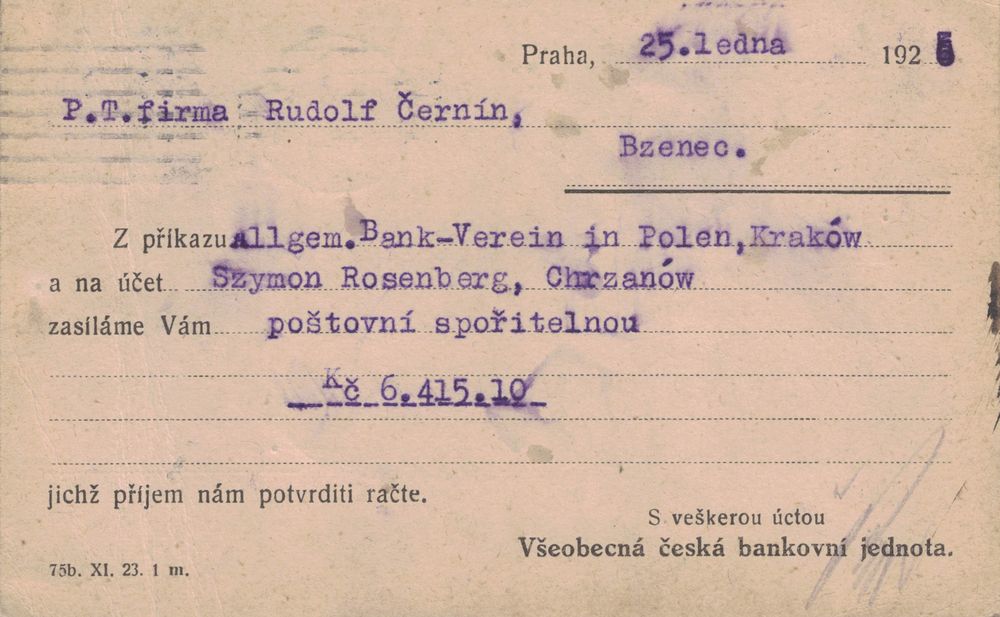 Praha, 25.ledna 192
P.T.firma Rudolf Černín,
Bzenec.
Z příkazu Allgem.Bank-Verein in Polen,Kraków
a na účet Szymon Rosenberg, Chrzanów
zasíláme Vám poštovní spořitelnou
Kč 6.415.10
jichž příjem nám potvrditi račte.
S veškerou úctou
Všeobecná česká bankovní jednota.
75b. XI. 23. 1 m.